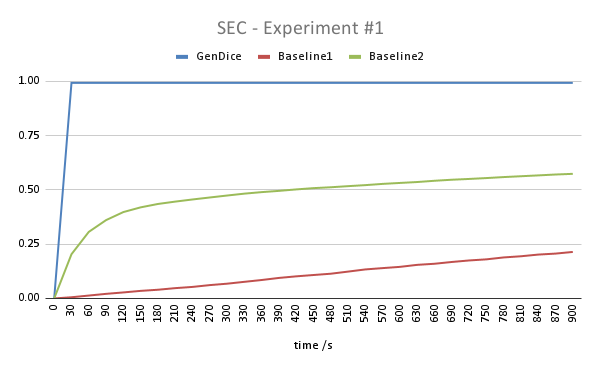 SEC - Experiment #1
GenDice Baseline1 Baseline2
1.00
0.75
0.50
0.25
0.00
0 30 60 90 120 150 180 210 240 270 300 330 360 390 420 450 480 510 540 570 600 630 660 690 720 750 780 810 840 870 900
time /s